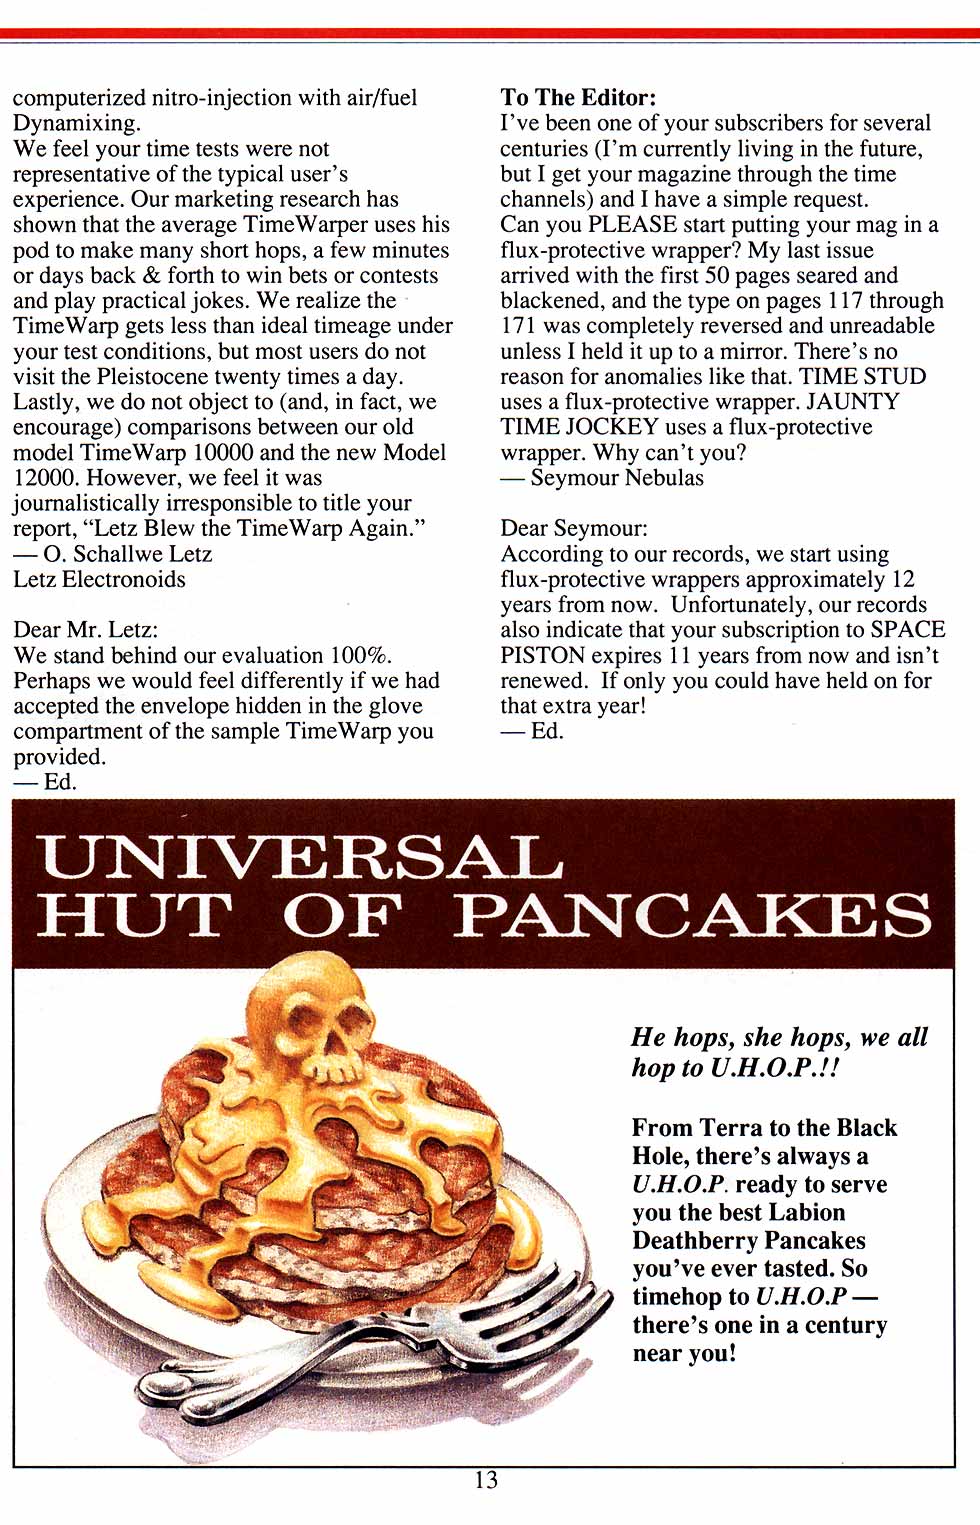 computerized nitro-injection with air/fuel
Dynamixing.
We feel your time tests were not
representative of the typical user's
experience. Our marketing research has
shown that the average TimeWarper uses his
pod to make many short hops, a few minutes
or days back & forth to win bets or contests
and play practical jokes. We realize the
TimeWarp gets less than ideal timeage under
your test conditions, but most users do not
visit the Pleistocene twenty times a day.
Lastly, we do not object to (and, in fact, we
encourage) comparisons between our old
model TimeWarp 10000 and the new Model
12000. However, we feel it was
journalistically irresponsible to title your
report, “Letz Blew the TimeWarp Again.”
— O. Schallwe Letz
Letz Electronoids

Dear Mr. Letz:
We stand behind our evaluation 100%.
Perhaps we would feel differently if we had
accepted the envelope hidden in the glove
compartment of the sample TimeWarp you
provided.
— Ed.

To The Editor:
I've been one of your subscribers for several
centuries (I'm currently living in the future,
but I get your magazine through the time
channels) and I have a simple request.
Can you PLEASE start putting your mag in a
flux-protective wrapper? My last issue
arrived with the first 50 pages seared and
blackened, and the type on pages 117 through
171 was completely reversed and unreadable
unless I held it up to a mirror. There's no
reason for anomalies like that. TIME STUD
uses a flux-protective wrapper. JAUNTY
TIME JOCKEY uses a flux-protective
wrapper. Why can't you?
— Seymour Nebulas

Dear Seymour:
According to our records, we start using
flux-protective wrappers approximately 12
years from now. Unfortunately, our records
also indicate that your subscription to SPACE
PISTON expires 11 years from now and isn't
renewed. If only you could have held on for
that extra year!
— Ed.

UNIVERSAL
HUT OF PANCAKES
He hops, she hops, we all
hop to U.H.O.P.!!
From Terra to the Black
Hole, there's always a
U.H.O.P. ready to serve
you the best Labion
Deathberry Pancakes
you've ever tasted. So
timehop to U.H.O.P —
there's one in a century
near you!
13